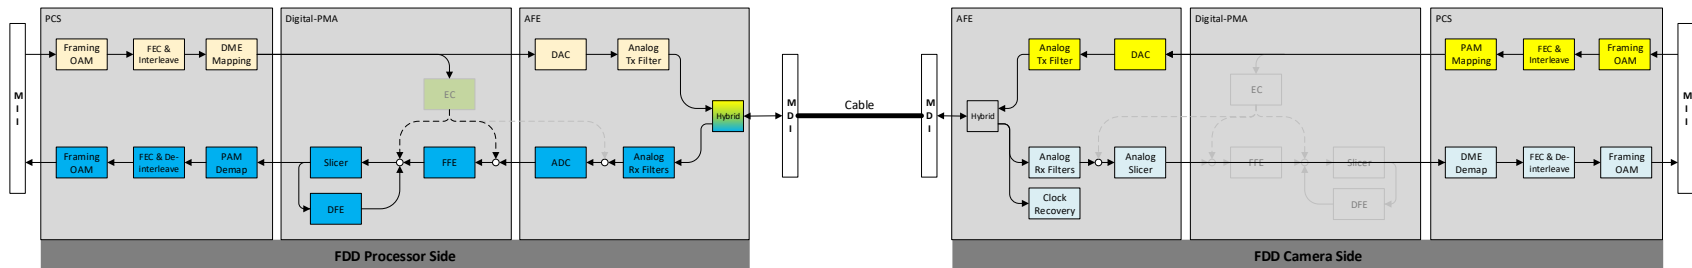 PCS
Digital-PMA
AFE
AFE
Digital-PMA
PCS
Framing
OAM
FEC &
Interleave
DME
Mapping
DAC
Analog
Tx Filter
Analog
Tx Filter
DAC
PAM
Mapping
FEC &
Interleave
Framing
OAM
EC
EC
M
I
I
M
D
I
M
D
I
M
I
I
Hybrid
Cable
Hybrid
Framing
OAM
FEC & De-
interleave
PAM
Demap
Slicer
FFE
ADC
Analog
Rx Filters
Analog
Rx Filters
Analog
Slicer
FFE
Slicer
DME
Demap
FEC & De-
interleave
Framing
OAM
DFE
Clock
Recovery
DFE
FDD Processor Side
FDD Camera Side